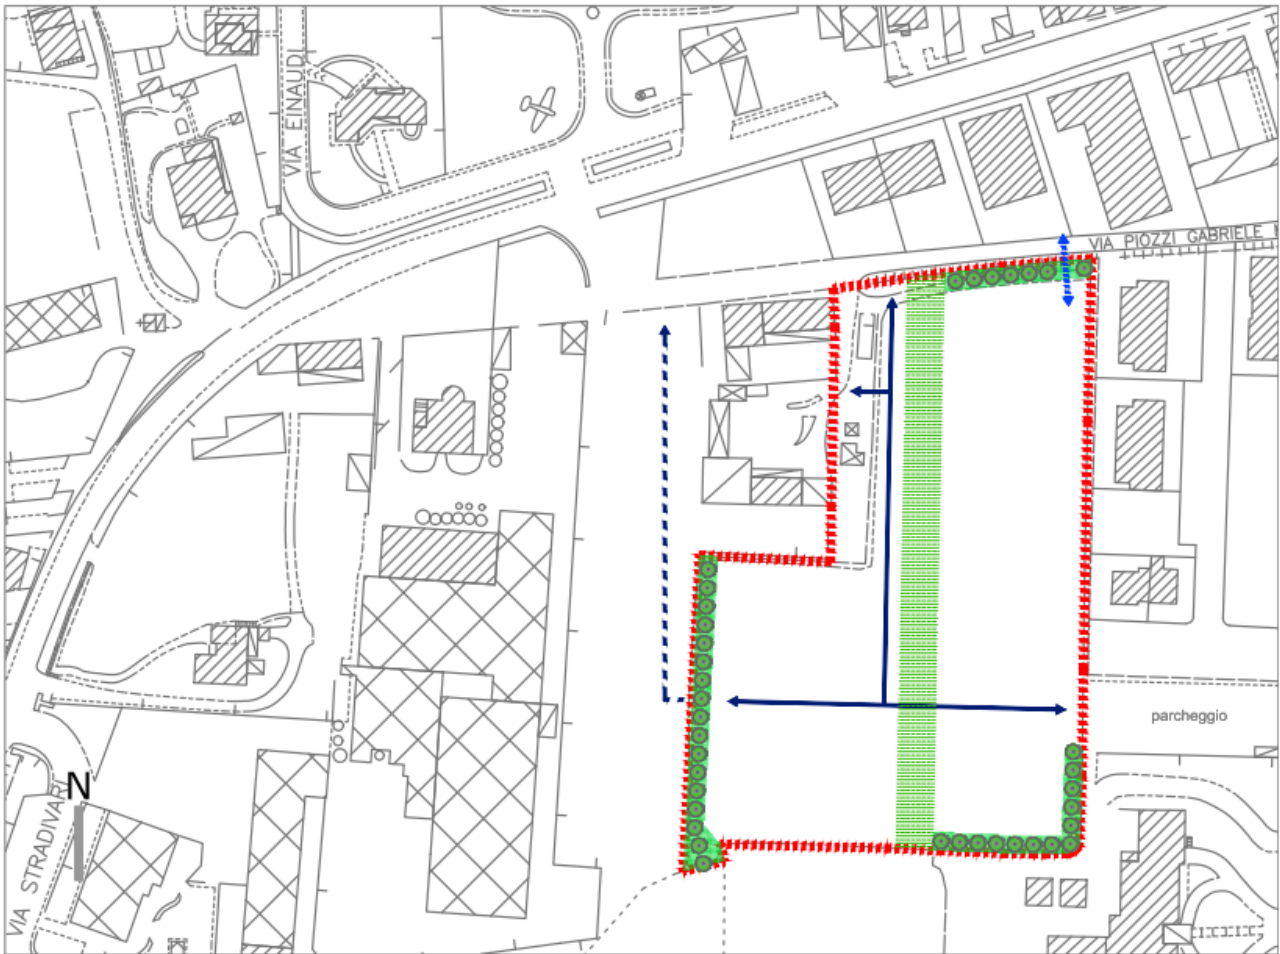 VIA EINAUDI
VIA PIOZZI GABRIELE
parcheggio
N
VIA STRADIVARI